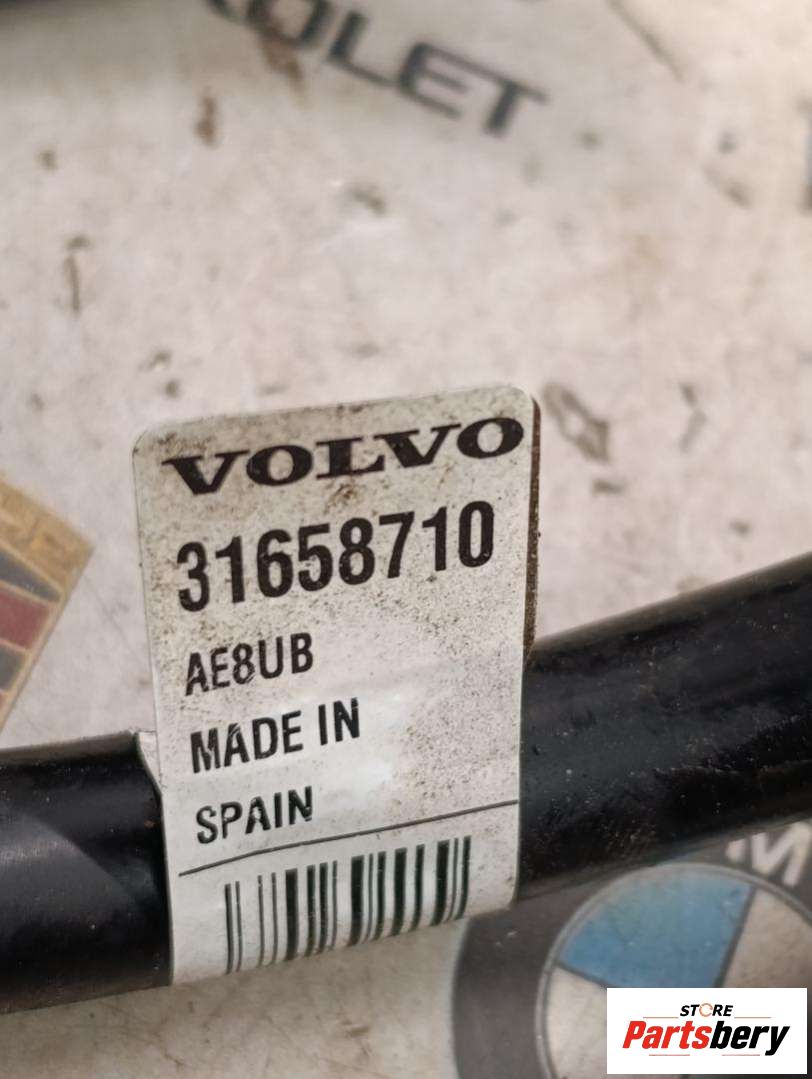 OLET
VOLVO
31658710
AE8UB
MADE IN
SPAIN
M
STORE
Partsbery